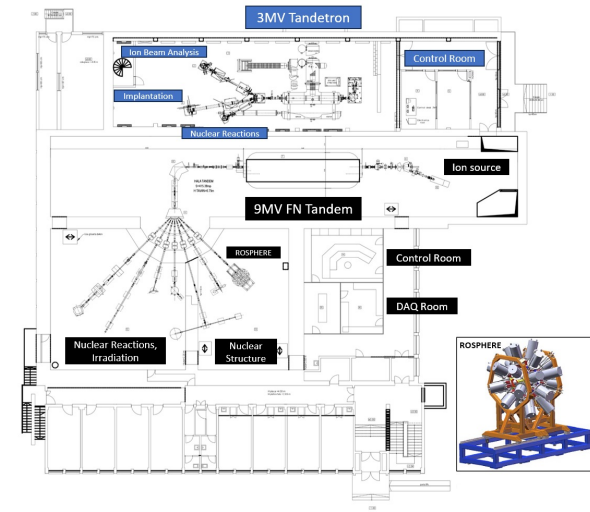 3MV Tandetron
Ion Beam Analysis
Control Room
Implantation
Nuclear Reactions
Ion source
9MV FN Tandem
ROSPHERE
Control Room
DAQ Room
Nuclear Reactions,
Irradiation
Nuclear
Structure
ROSPHERE